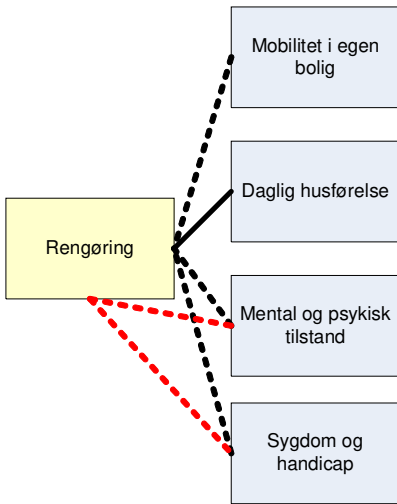 Mobilitet i egen
bolig
Daglig husførelse
Rengøring
Mental og psykisk
tilstand
Sygdom og
handicap